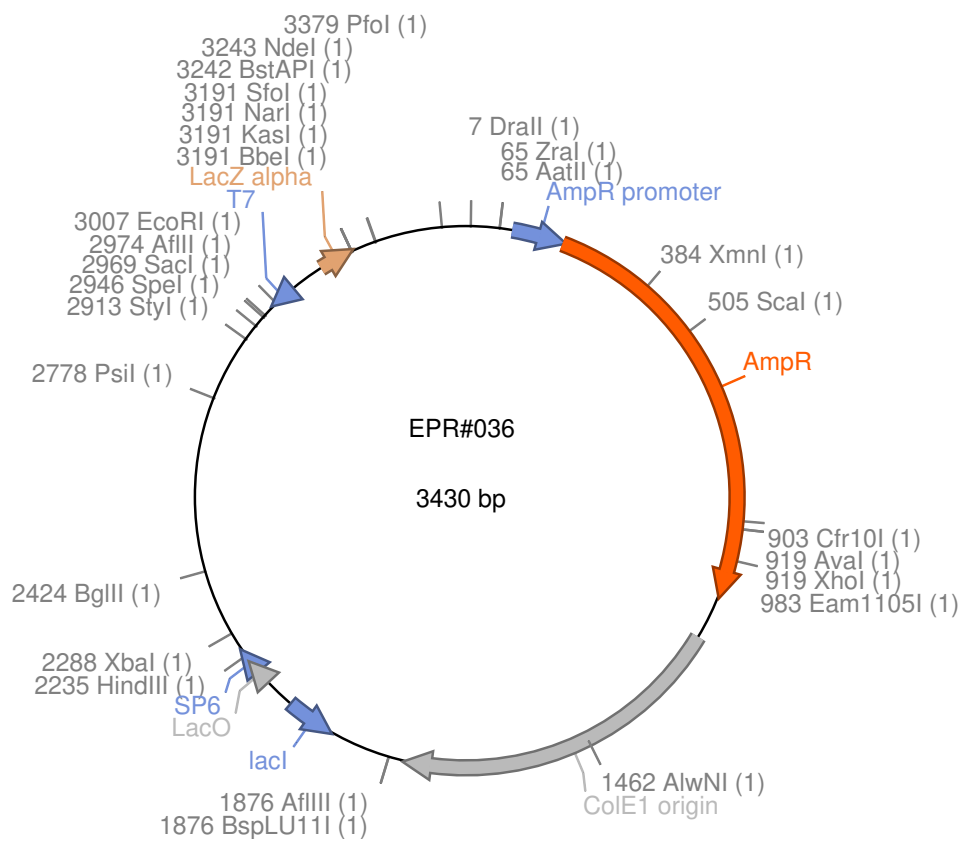 3379 PfoI (1)
3243 NdeI (1)
3242 BstAPI (1)
3191 SfoI (1)
3191 NarI (1)
3191 KasI (1)
3191 BbeI (1)
LacZ alpha
T7
3007 EcoRI (1)
2974 AflII (1)
2969 SacI (1)
2946 SpeI (1)
2913 StyI (1)
7 DraII (1)
65 ZraI (1)
65 AatII (1)
AmpR promoter
384 XmnI (1)
505 ScaI (1)
AmpR
2778 PsiI (1)
EPR#036
3430 bp
903 Cfr10I (1)
919 AvaI (1)
919 XhoI (1)
983 Eam1105I (1)
2424 BglII (1)
2288 XbaI (1)
2235 HindIII (1)
SP6
LacO
lacI
1462 AlwNI (1)
ColE1 origin
1876 AflIII (1)
1876 BspLU11I (1)